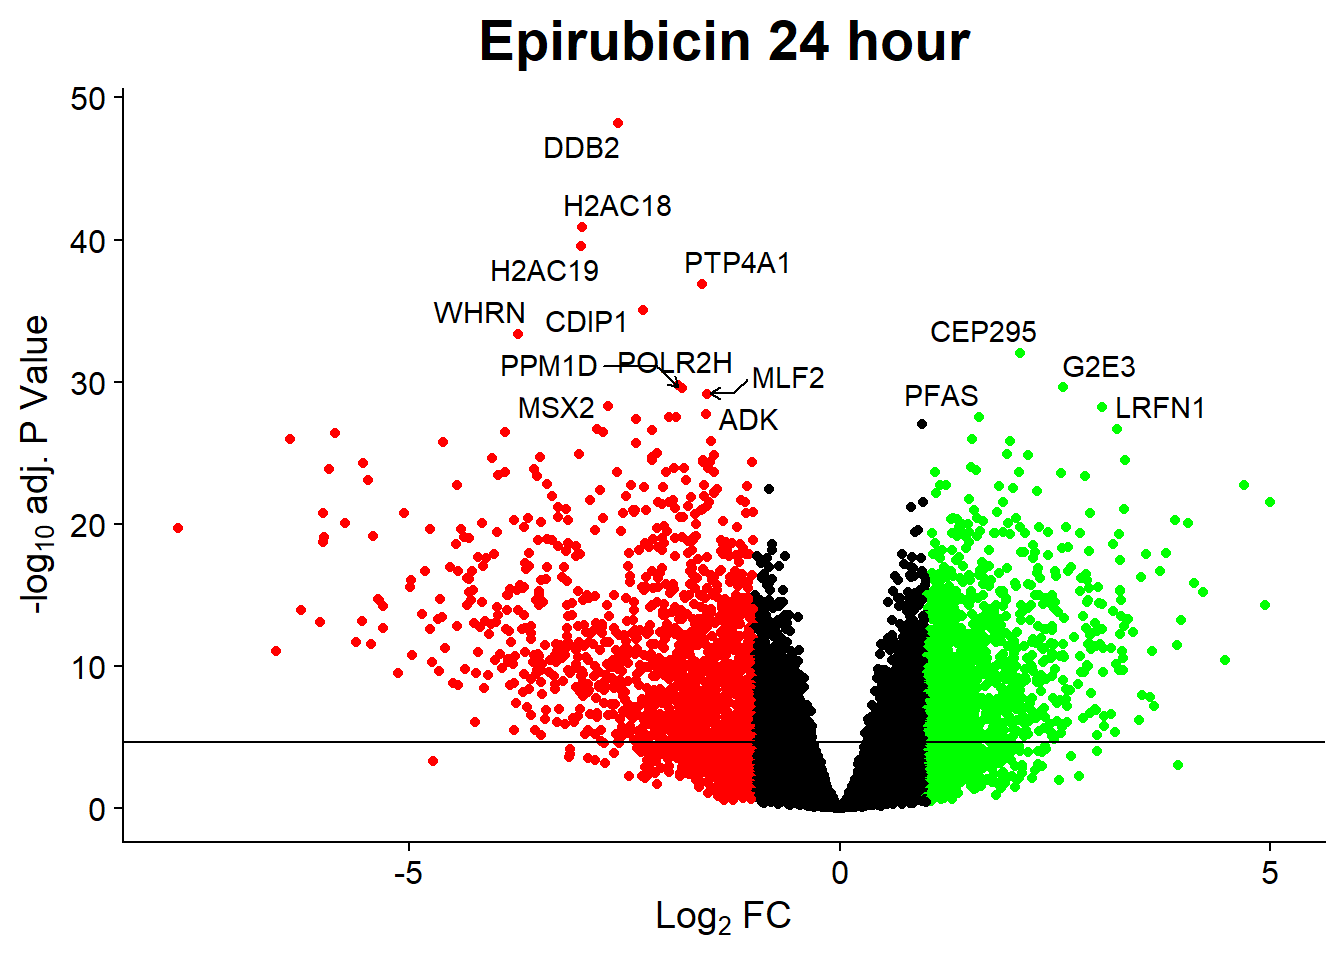 Epirubicin 24 hour
50
40
30
20
10
0
-log10 adj. P Value
DDB2
H2AC18
H2AC19
PTP4A1
WHRN
CDIP1
CEP295
PPM1D
POLR2H
G2E3
MLF2
PFAS
MSX2
LRFN1
ADK
-5
0
5
Log2 FC